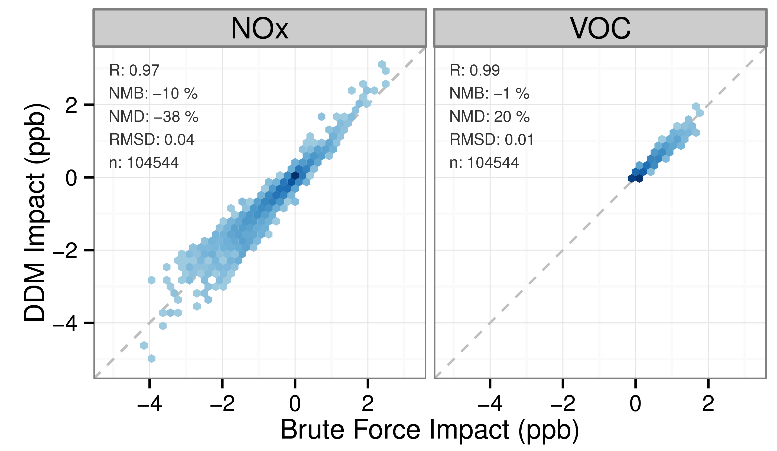 NOx
VOC
R: 0.97
NMB: −10 %
NMD: −38 %
RMSD: 0.04
n: 104544
R: 0.99
NMB: −1 %
NMD: 20 %
RMSD: 0.01
n: 104544
DDM Impact (ppb)
2
0
−2
−4
−4 −2 0 2
−4 −2 0 2
Brute Force Impact (ppb)